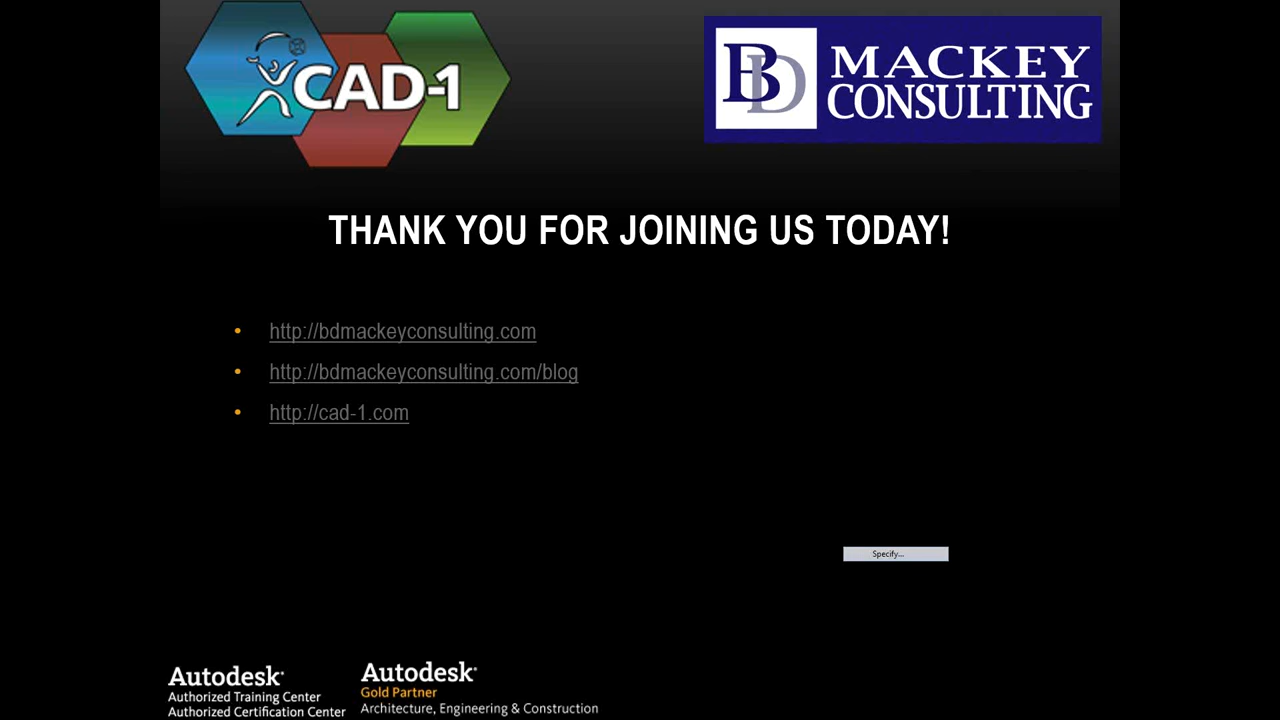 CAD-1
BD
MACKEY
CONSULTING
THANK YOU FOR JOINING US TODAY!
• http://bdmackeyconsulting.com
• http://bdmackeyconsulting.com/blog
• http://cad-1.com
Specify...
Autodesk
Authorized Training Center
Authorized Certification Center
Autodesk
Gold Partner
Architecture, Engineering & Construction